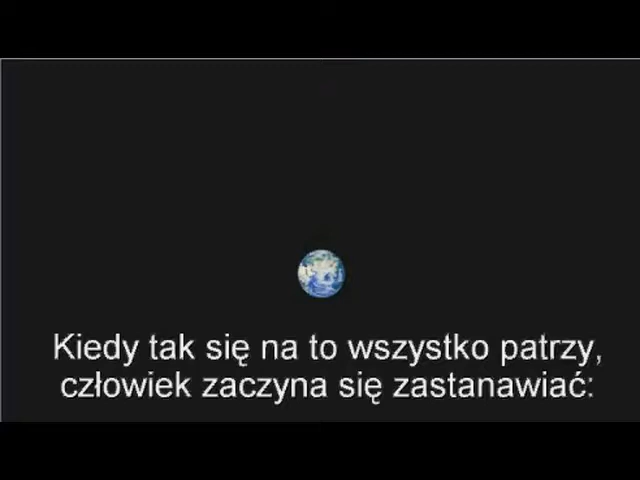 Kiedy tak się na to wszystko patrzy,
człowiek zaczyna się zastanawiać: